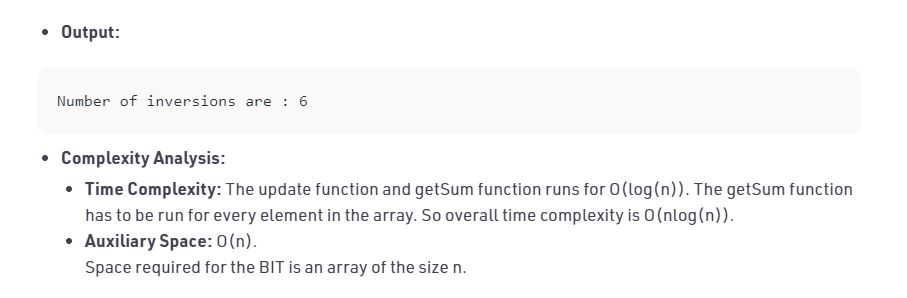 Output:
Number of inversions are : 6
Complexity Analysis:
Time Complexity: The update function and getSum function runs for O(log(n)). The getSum function
has to be run for every element in the array. So overall time complexity is O(nlog(n)).
Auxiliary Space: O(n).
Space required for the BIT is an array of the size n.